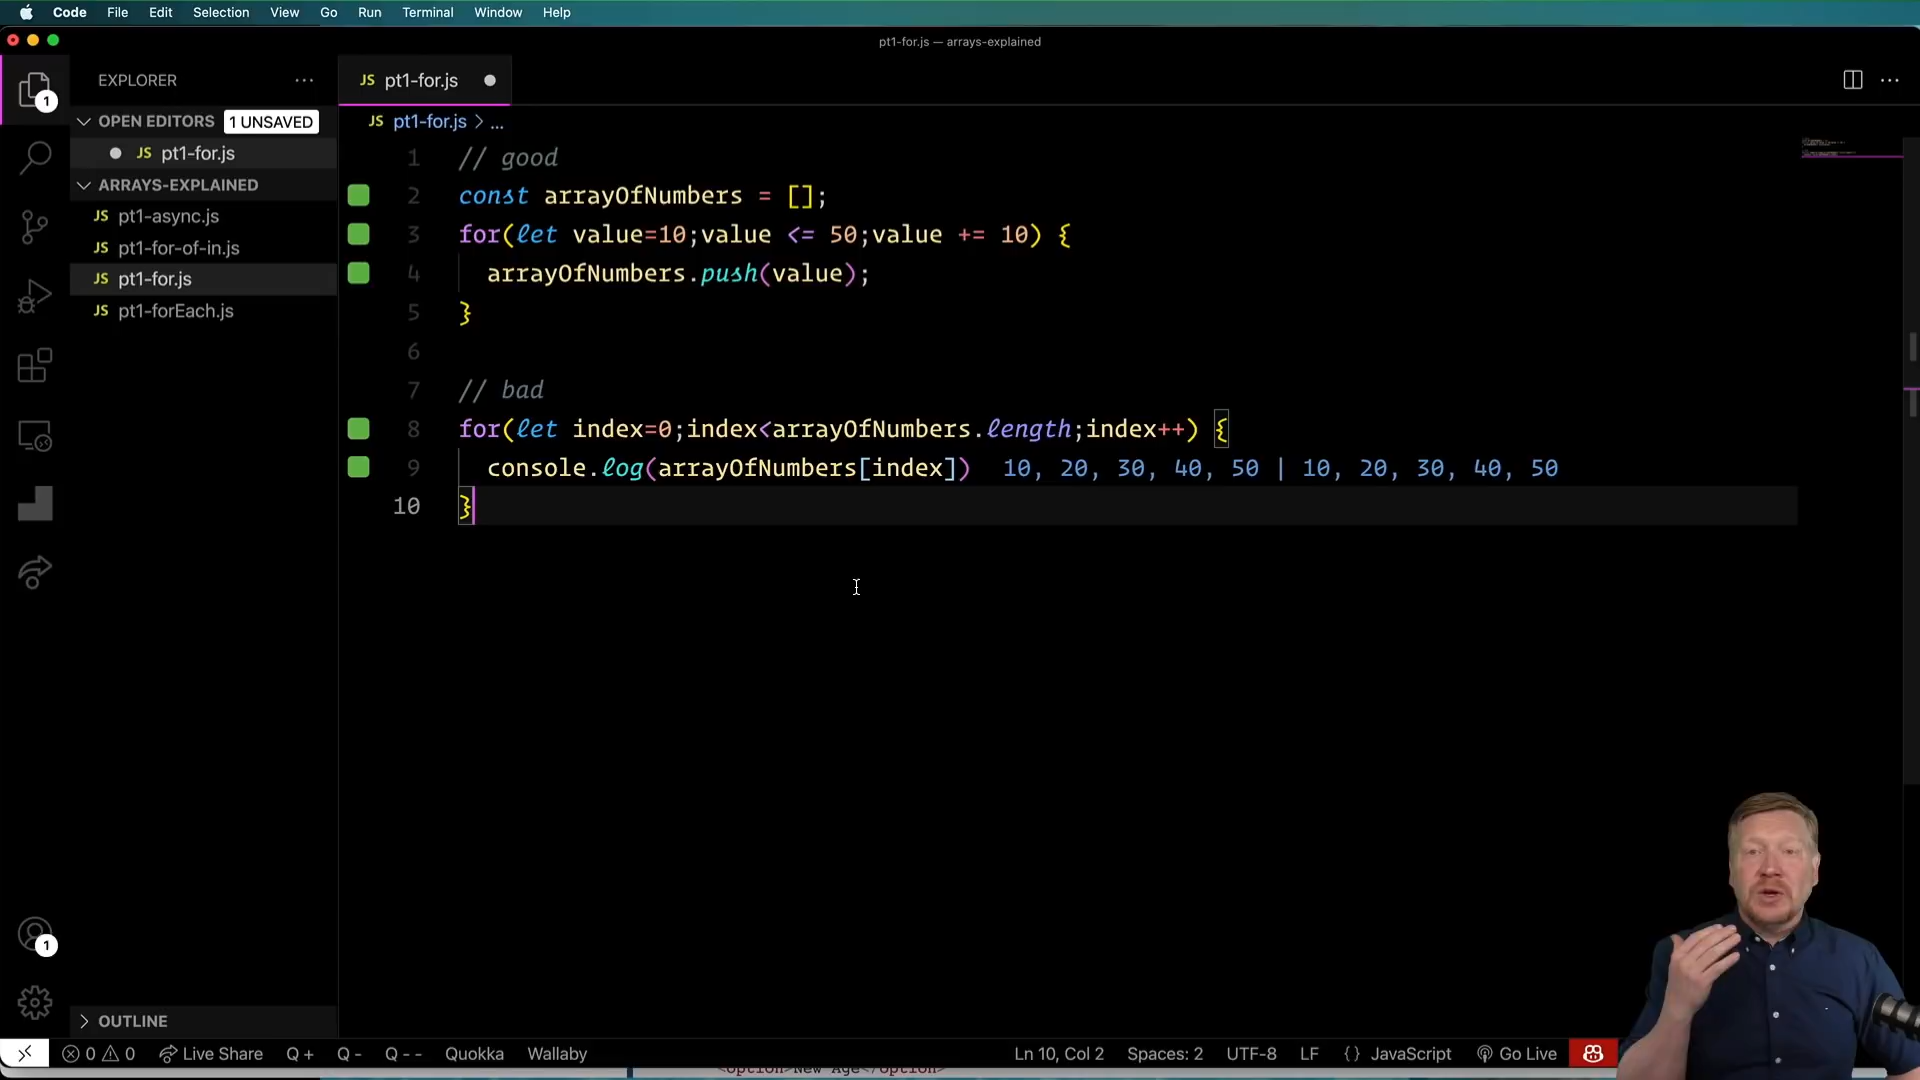 Code File Edit Selection View Go Run Terminal Window Help
pt1-for.js — arrays-explained
EXPLORER ...
JS pt1-for.js
OPEN EDITORS 1 UNSAVED
JS pt1-for.js
ARRAYS-EXPLAINED
JS pt1-async.js
JS pt1-for-of-in.js
JS pt1-for.js
JS pt1-forEach.js
JS pt1-for.js > ...
1 // good
2 const arrayOfNumbers = [];
3 for(let value=10;value <= 50;value += 10) {
4 arrayOfNumbers.push(value);
5 }
6
7 // bad
8 for(let index=0;index<arrayOfNumbers.length;index++) {
9 console.log(arrayOfNumbers[index]) 10, 20, 30, 40, 50 | 10, 20, 30, 40, 50
10 }
1
1
OUTLINE
0 0 Live Share Q + Q - Q - - Quokka Wallaby Ln 10, Col 2 Spaces: 2 UTF-8 LF {} JavaScript Go Live
<option>New Age</option>